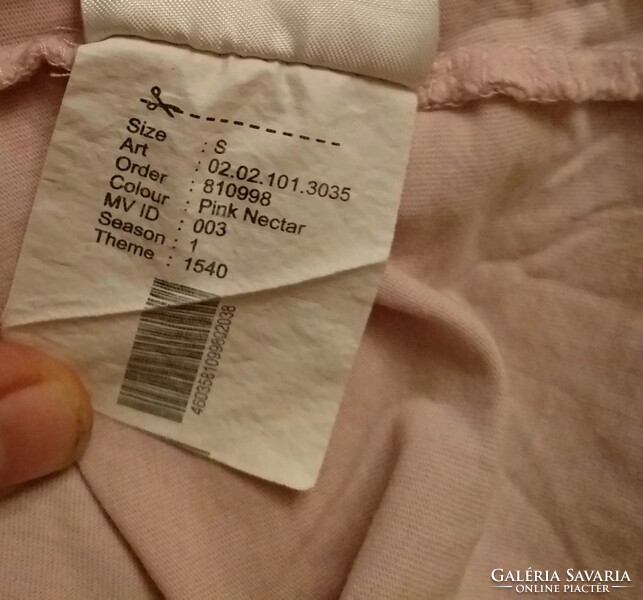 Size : S
Art : 02.02.101.3035
Order : 810998
Colour : Pink Nectar
MV ID : 003
Season : 1
Theme : 1540
4603581099802038
GALÉRIA SAVARIA
ONLINE PIACTÉR